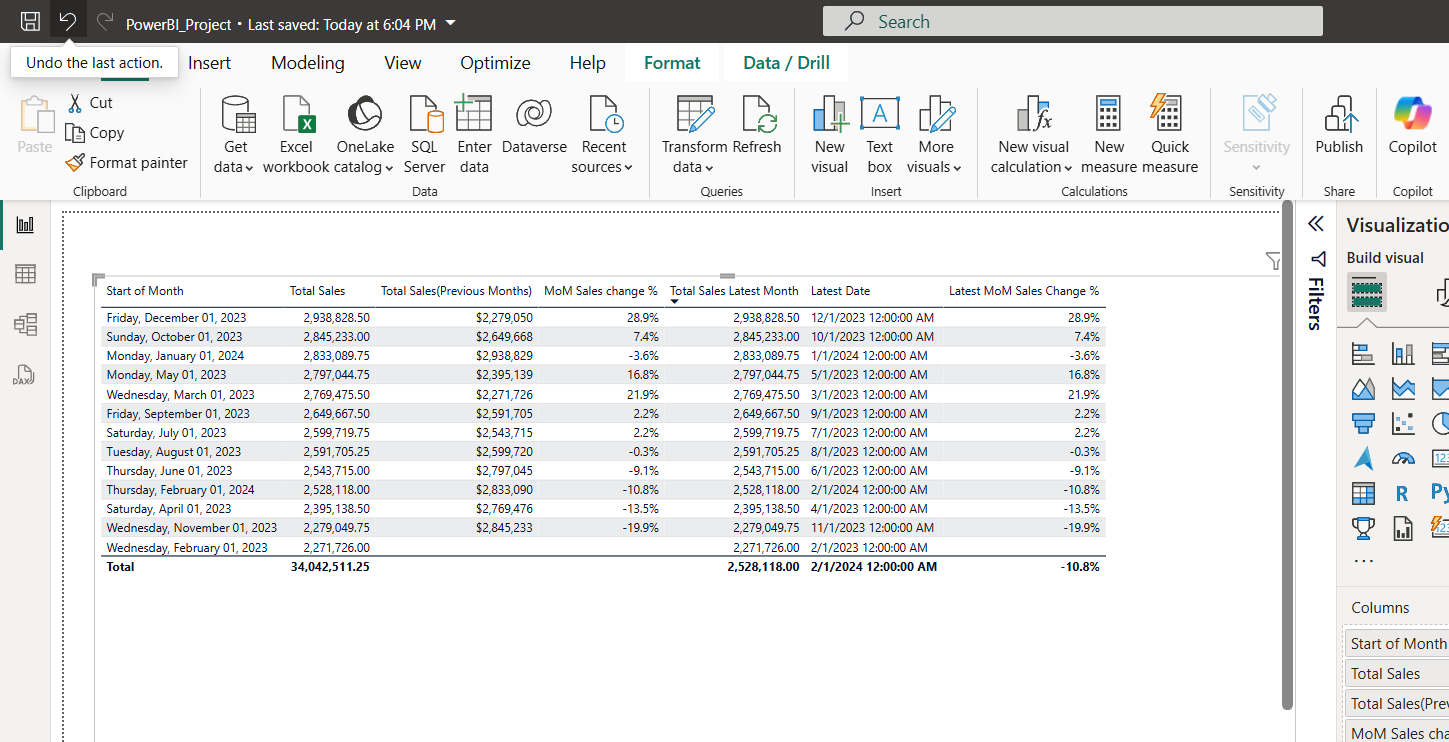 PowerBI_Project • Last saved: Today at 6:04 PM
Search
Undo the last action.
Insert Modeling View Optimize Help Format Data / Drill
Paste
Cut
Copy
Format painter
Clipboard
Get data
Excel workbook
OneLake catalog
SQL Server
Enter data
Dataverse
Recent sources
Data
Transform data
Refresh
Queries
New visual
Text box
More visuals
Insert
New visual calculation
New measure
Quick measure
Calculations
Sensitivity
Sensitivity
Publish
Share
Copilot
Copilot
Start of Month Total Sales Total Sales(Previous Months) MoM Sales change % Total Sales Latest Month Latest Date Latest MoM Sales Change %
Friday, December 01, 2023 2,938,828.50 $2,279,050 28.9% 2,938,828.50 12/1/2023 12:00:00 AM 28.9%
Sunday, October 01, 2023 2,845,233.00 $2,649,668 7.4% 2,845,233.00 10/1/2023 12:00:00 AM 7.4%
Monday, January 01, 2024 2,833,089.75 $2,938,829 -3.6% 2,833,089.75 1/1/2024 12:00:00 AM -3.6%
Monday, May 01, 2023 2,797,044.75 $2,395,139 16.8% 2,797,044.75 5/1/2023 12:00:00 AM 16.8%
Wednesday, March 01, 2023 2,769,475.50 $2,271,726 21.9% 2,769,475.50 3/1/2023 12:00:00 AM 21.9%
Friday, September 01, 2023 2,649,667.50 $2,591,705 2.2% 2,649,667.50 9/1/2023 12:00:00 AM 2.2%
Saturday, July 01, 2023 2,599,719.75 $2,543,715 2.2% 2,599,719.75 7/1/2023 12:00:00 AM 2.2%
Tuesday, August 01, 2023 2,591,705.25 $2,599,720 -0.3% 2,591,705.25 8/1/2023 12:00:00 AM -0.3%
Thursday, June 01, 2023 2,543,715.00 $2,797,045 -9.1% 2,543,715.00 6/1/2023 12:00:00 AM -9.1%
Thursday, February 01, 2024 2,528,118.00 $2,833,090 -10.8% 2,528,118.00 2/1/2024 12:00:00 AM -10.8%
Saturday, April 01, 2023 2,395,138.50 $2,769,476 -13.5% 2,395,138.50 4/1/2023 12:00:00 AM -13.5%
Wednesday, November 01, 2023 2,279,049.75 $2,845,233 -19.9% 2,279,049.75 11/1/2023 12:00:00 AM -19.9%
Wednesday, February 01, 2023 2,271,726.00 2,271,726.00 2/1/2023 12:00:00 AM
Total 34,042,511.25 2,528,118.00 2/1/2024 12:00:00 AM -10.8%
Filters
Visualizatio
Build visual
123
R
Py
123
...
Columns
Start of Month
Total Sales
Total Sales(Prev
MoM Sales cha
DAX